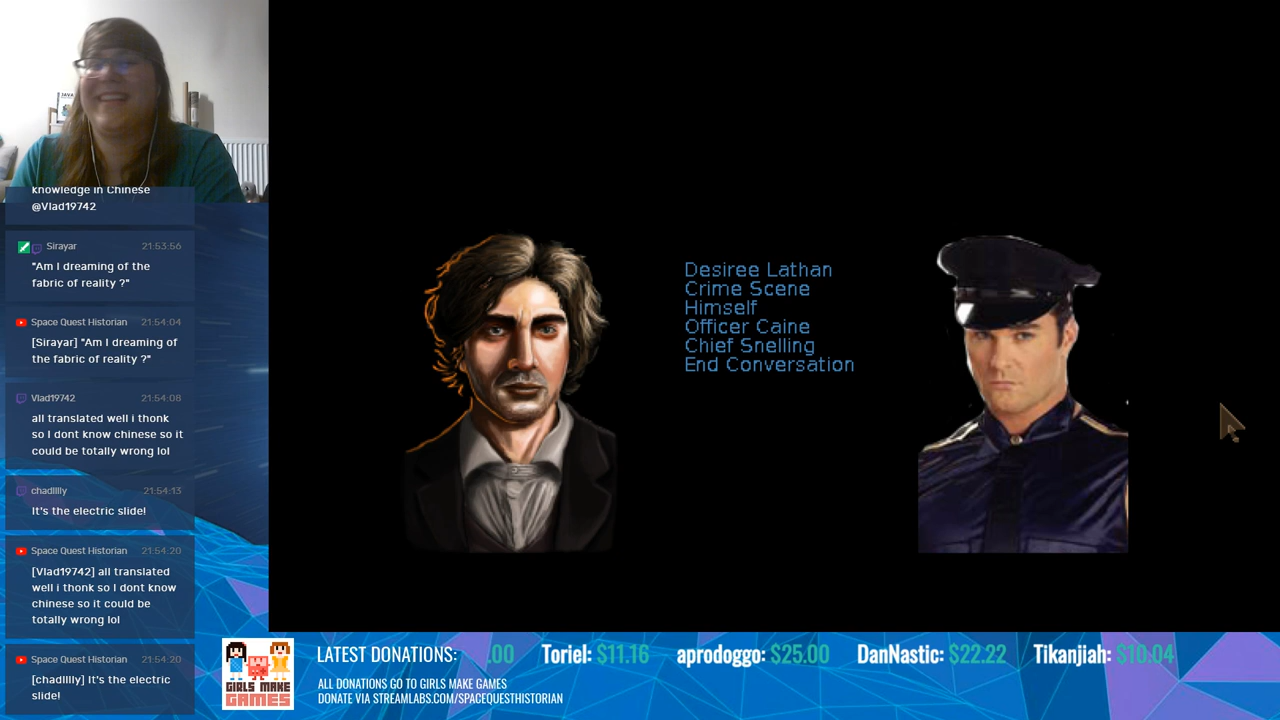 JAVA
knowledge in Chinese
@Vlad19742
Sirayar 21:53:56
"Am I dreaming of the
fabric of reality ?"
Space Quest Historian 21:54:04
[Sirayar] "Am I dreaming of
the fabric of reality ?"
Vlad19742 21:54:08
all translated well i thonk
so I dont know chinese so it
could be totally wrong lol
chadlllly 21:54:13
It's the electric slide!
Space Quest Historian 21:54:20
[Vlad19742] all translated
well i thonk so I dont know
chinese so it could be
totally wrong lol
Space Quest Historian 21:54:20
[chadlllly] It's the electric
slide!
Desiree Lathan
Crime Scene
Himself
Officer Caine
Chief Snelling
End Conversation
GIRLS MAKE
GAMES
LATEST DONATIONS: .00 Toriel: $11.16 aprodoggo: $25.00 DanNastic: $22.22 Tikanjiah: $10.04
ALL DONATIONS GO TO GIRLS MAKE GAMES
DONATE VIA STREAMLABS.COM/SPACEQUESTHISTORIAN